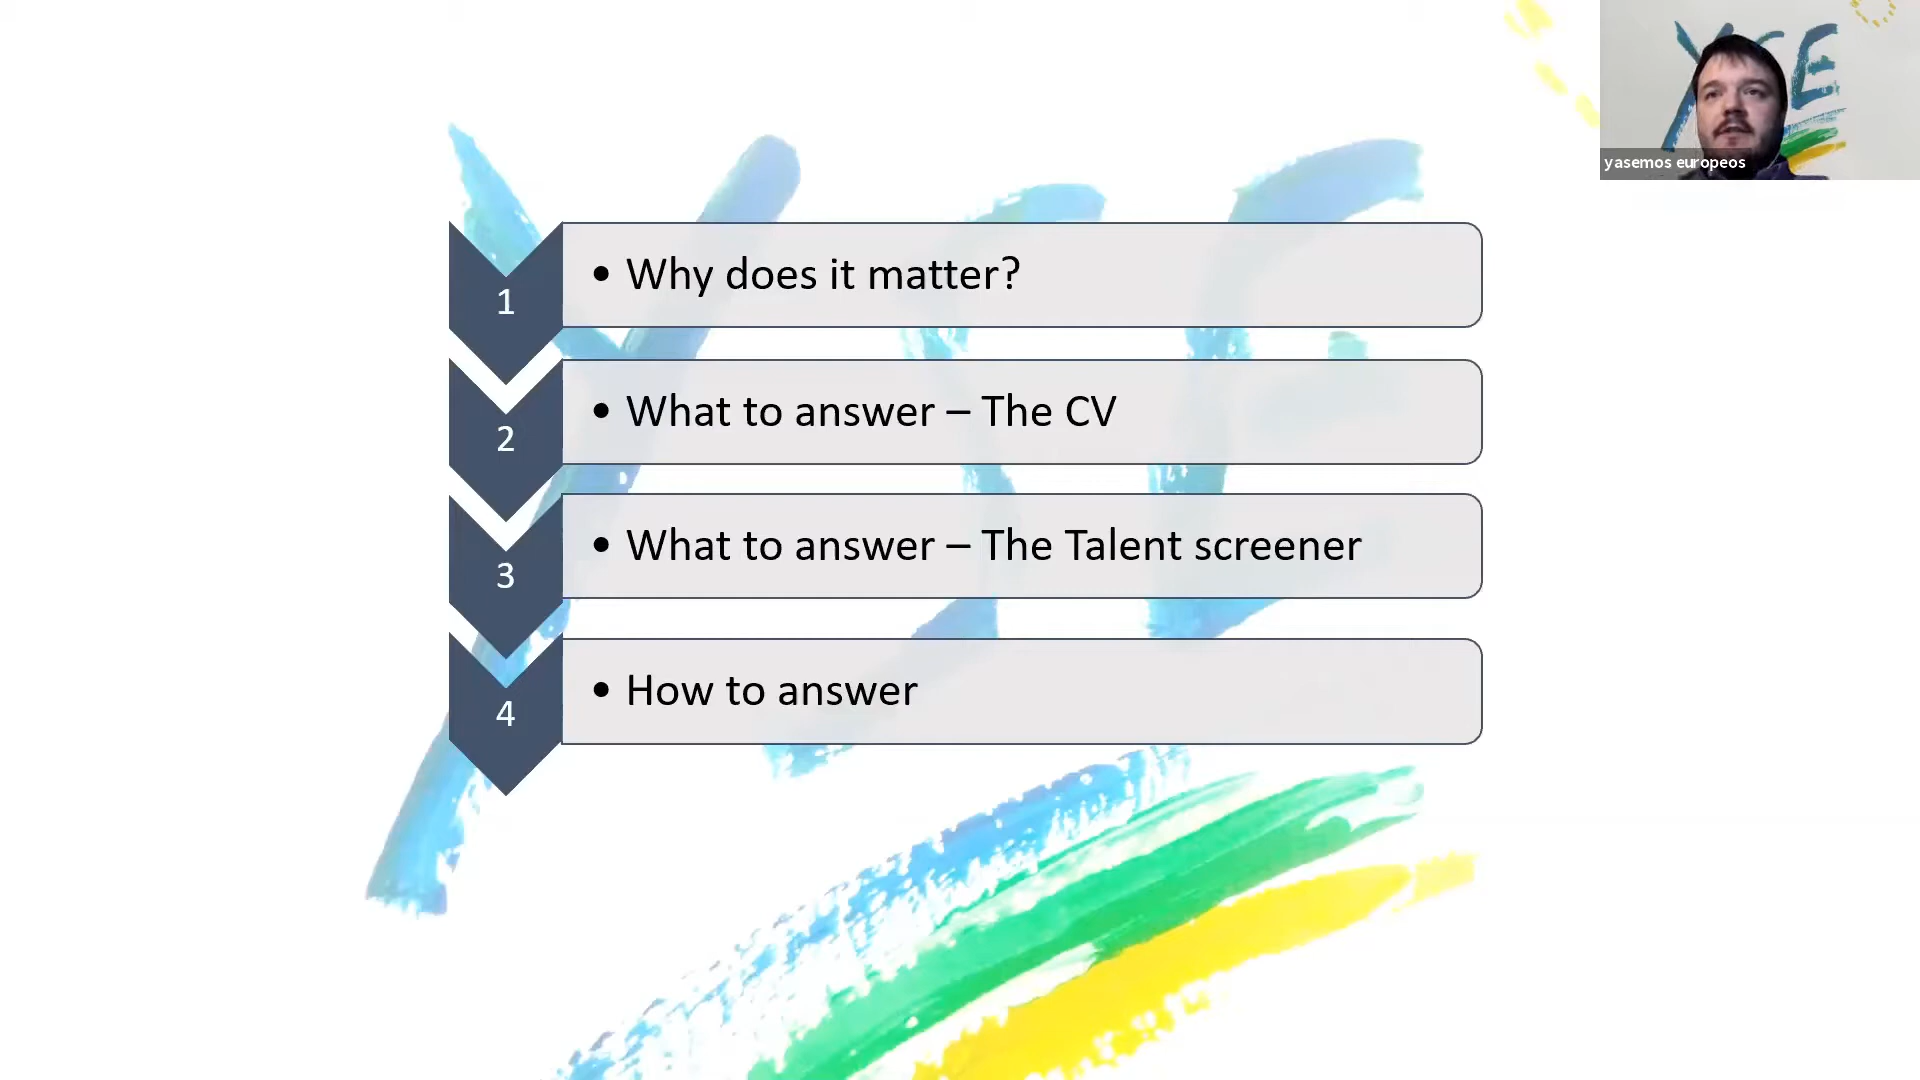 1
• Why does it matter?
2
• What to answer – The CV
3
• What to answer – The Talent screener
4
• How to answer
YSE
yasemos europeos